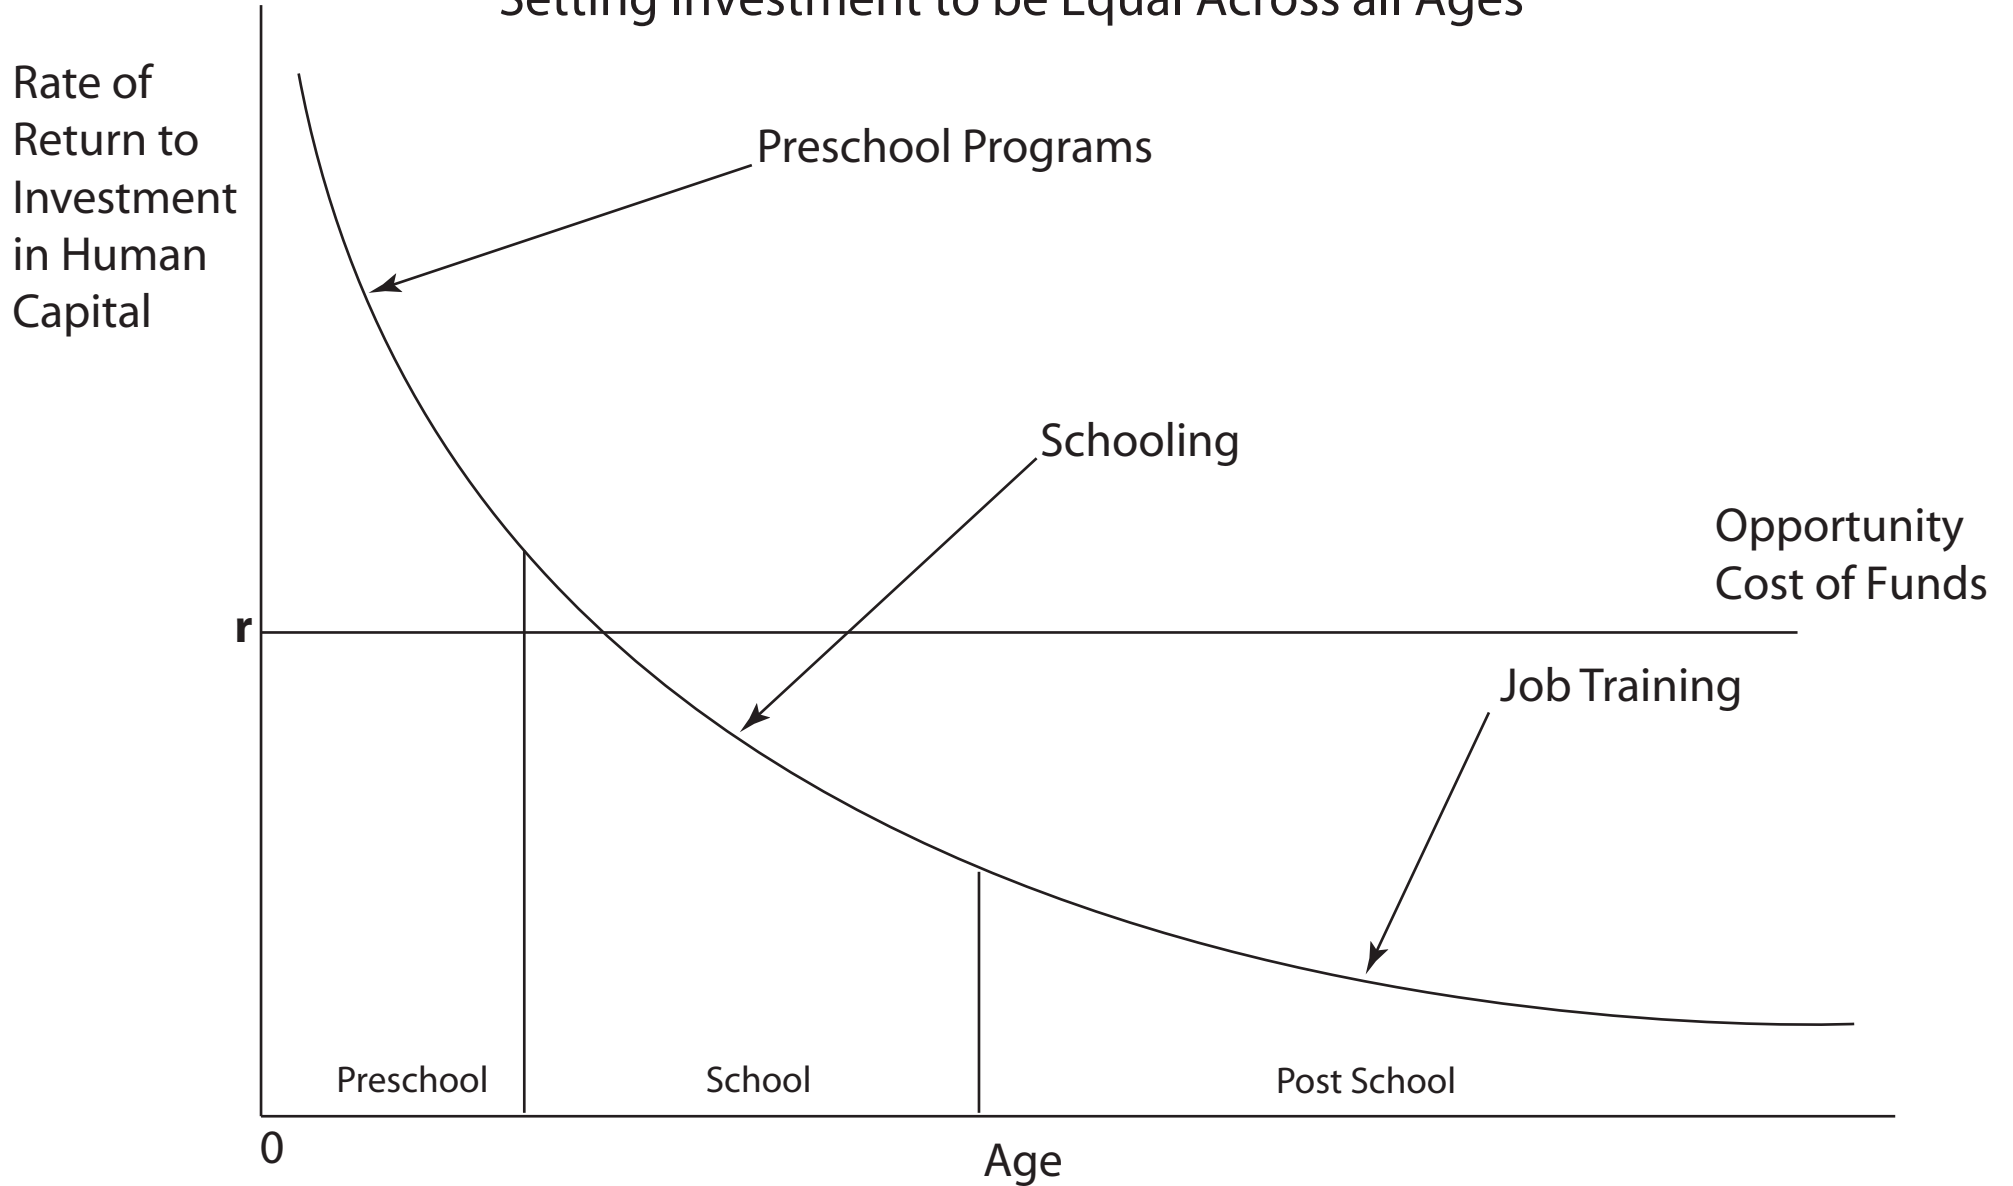 Setting Investment to be Equal Across all Ages
Rate of
Return to
Investment
in Human
Capital
Preschool Programs
Schooling
Opportunity
Cost of Funds
r
Job Training
Preschool
School
Post School
0
Age